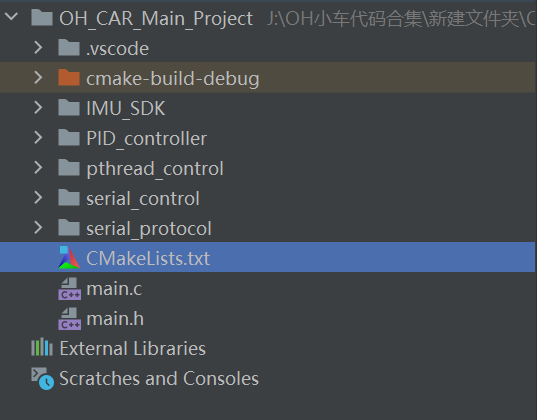 OH_CAR_Main_Project J:\OH小车代码合集\新建文件夹\O
.vscode
cmake-build-debug
IMU_SDK
PID_controller
pthread_control
serial_control
serial_protocol
CMakeLists.txt
C++ main.c
C++ main.h
External Libraries
Scratches and Consoles